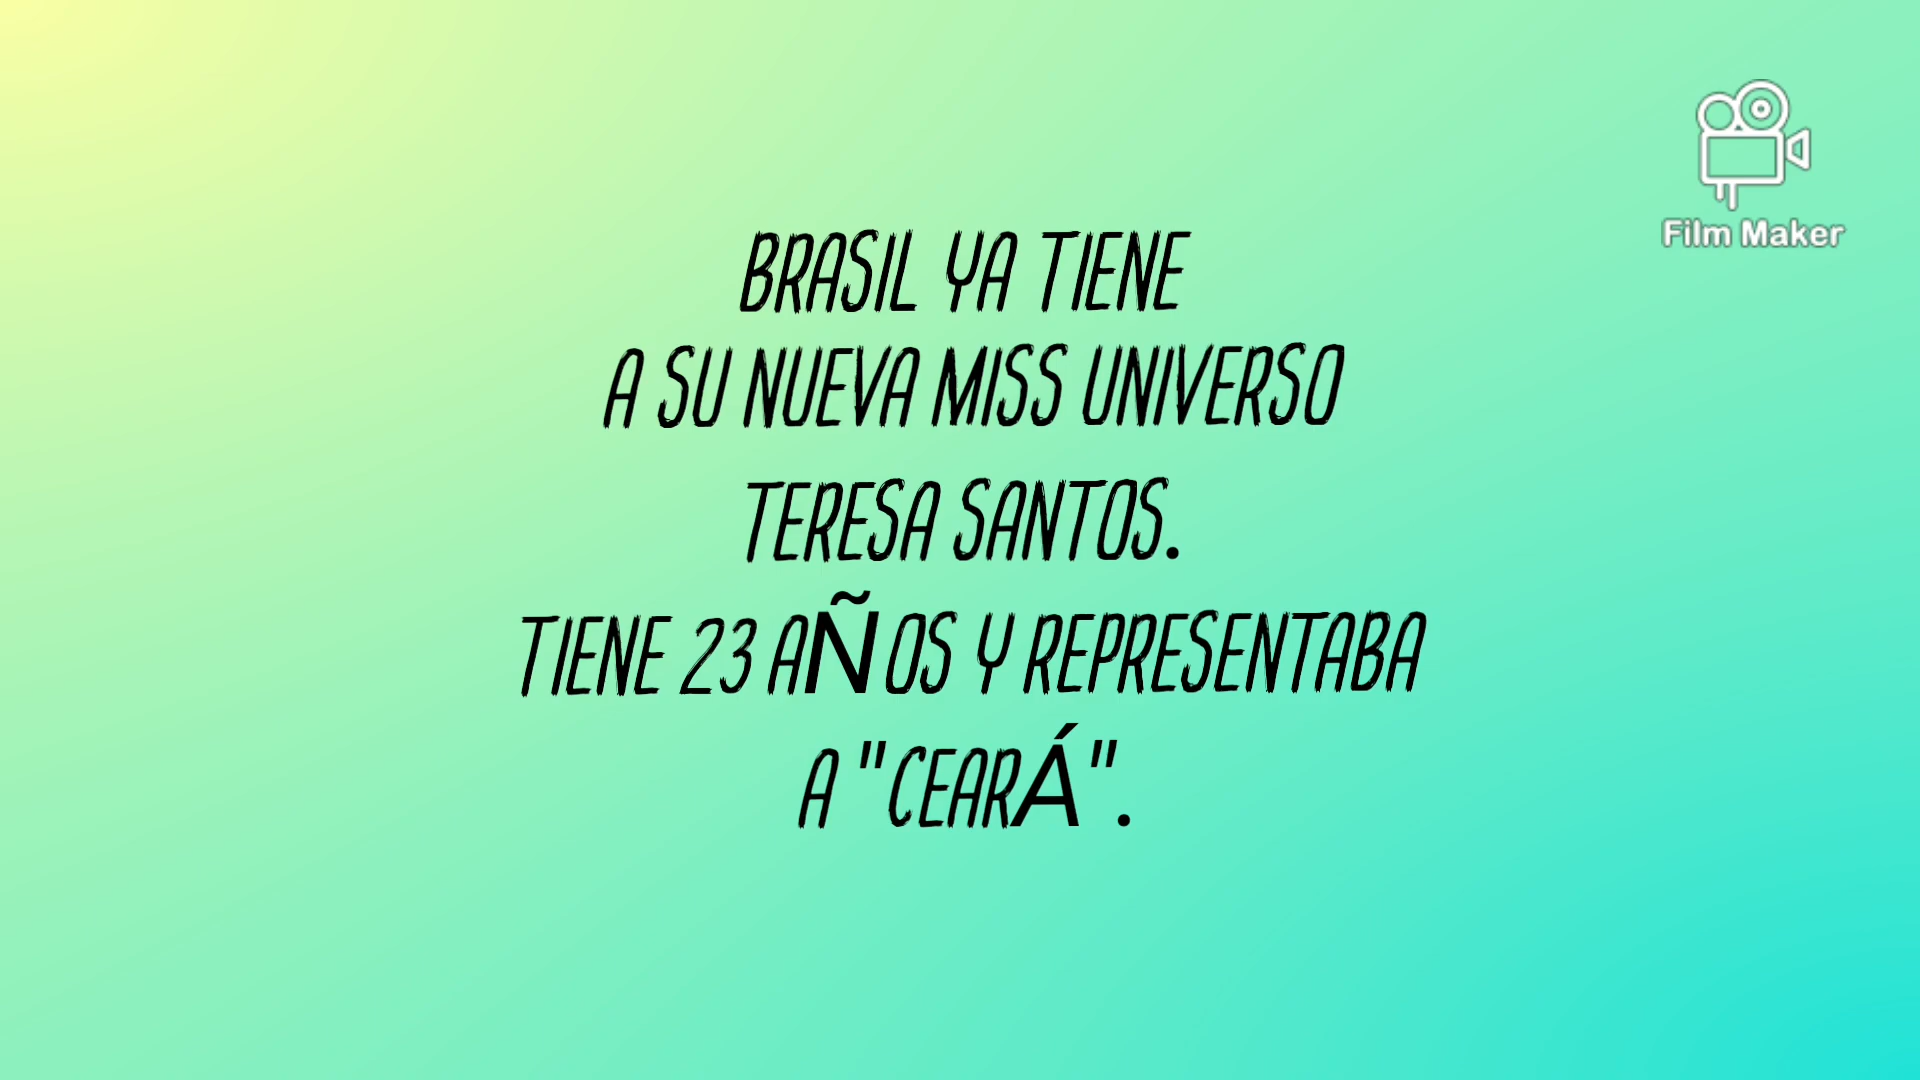 BRASIL YA TIENE
A SU NUEVA MISS UNIVERSO
TERESA SANTOS.
TIENE 23 AÑOS Y REPRESENTABA
A "CEARÁ".
Film Maker